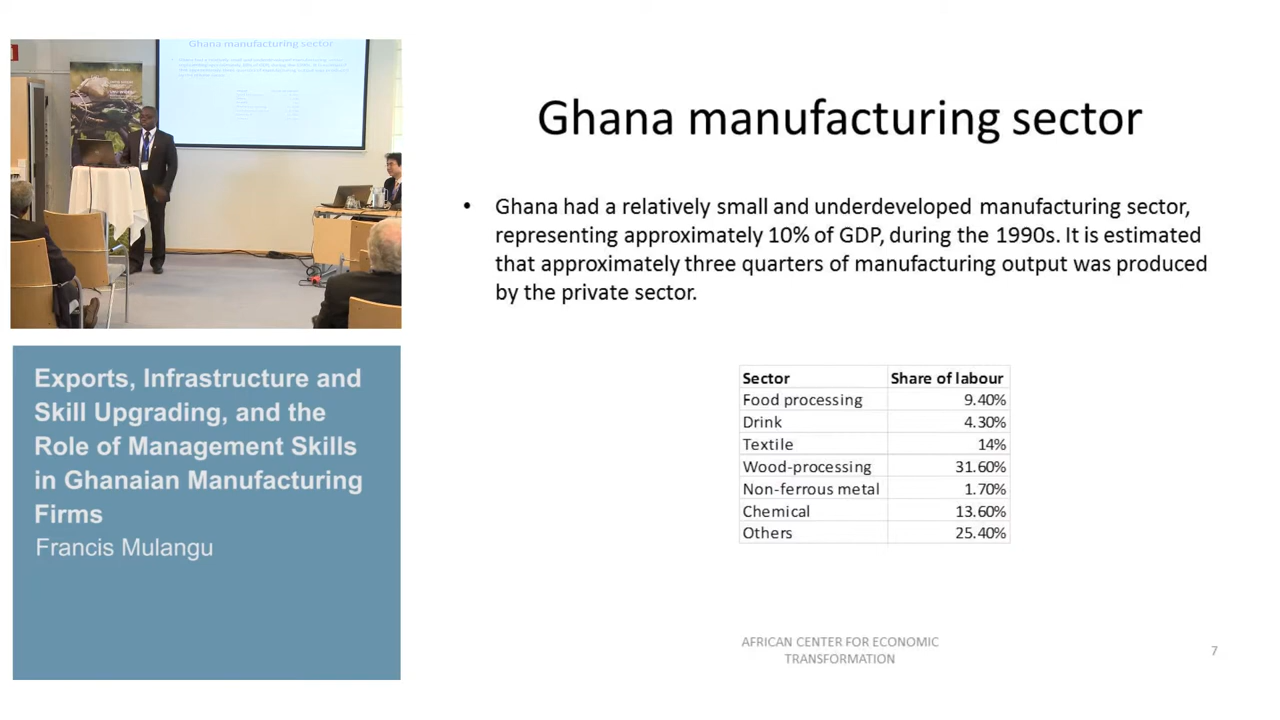 Ghana manufacturing sector
Exports, Infrastructure and
Skill Upgrading, and the
Role of Management Skills
in Ghanaian Manufacturing
Firms
Francis Mulangu
Ghana manufacturing sector
• Ghana had a relatively small and underdeveloped manufacturing sector,
representing approximately 10% of GDP, during the 1990s. It is estimated
that approximately three quarters of manufacturing output was produced
by the private sector.
Sector Share of labour
Food processing 9.40%
Drink 4.30%
Textile 14%
Wood-processing 31.60%
Non-ferrous metal 1.70%
Chemical 13.60%
Others 25.40%
AFRICAN CENTER FOR ECONOMIC
TRANSFORMATION
7